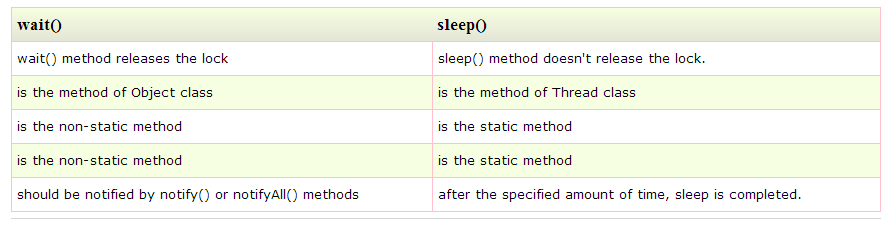 wait() sleep()
wait() method releases the lock sleep() method doesn't release the lock.
is the method of Object class is the method of Thread class
is the non-static method is the static method
is the non-static method is the static method
should be notified by notify() or notifyAll() methods after the specified amount of time, sleep is completed.